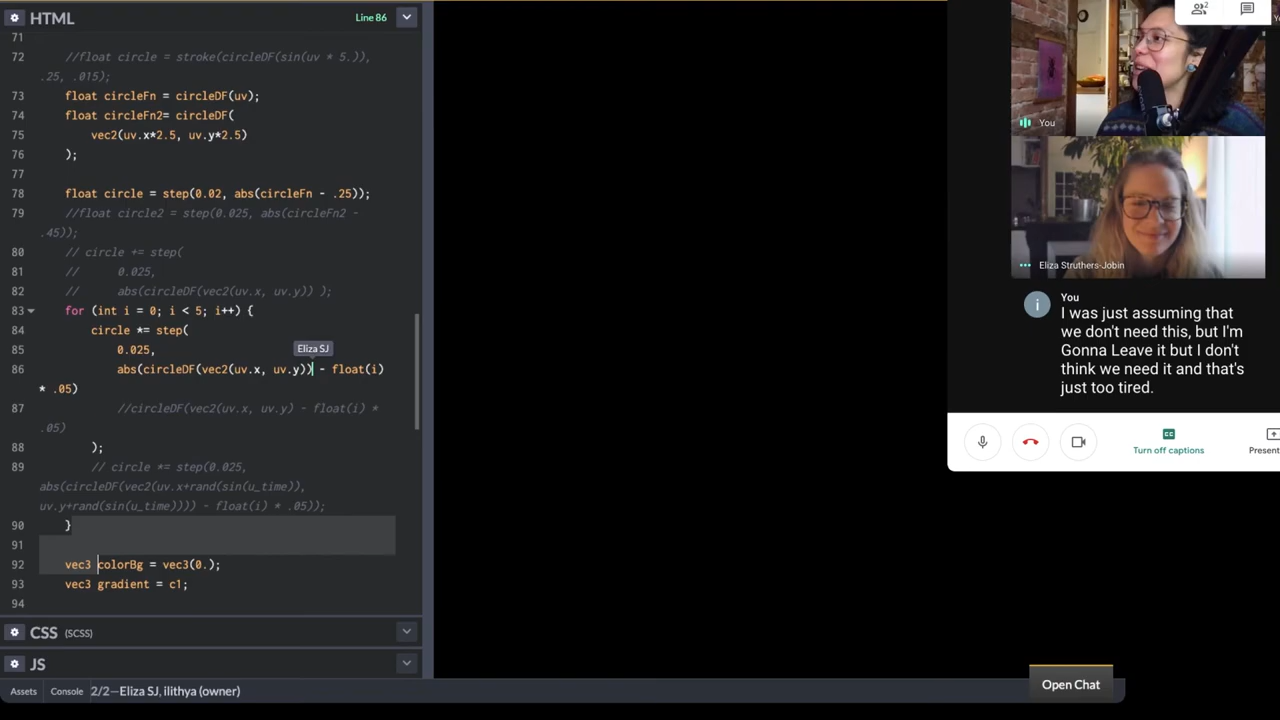 HTML
Line 86
71
72 //float circle = stroke(circleDF(sin(uv * 5.)),
.25, .015);
73 float circleFn = circleDF(uv);
74 float circleFn2= circleDF(
75 vec2(uv.x*2.5, uv.y*2.5)
76 );
77
78 float circle = step(0.02, abs(circleFn - .25));
79 //float circle2 = step(0.025, abs(circleFn2 -
.45));
80 // circle += step(
81 // 0.025,
82 // abs(circleDF(vec2(uv.x, uv.y)) );
83 for (int i = 0; i < 5; i++) {
84 circle *= step(
85 0.025,
Eliza SJ
86 abs(circleDF(vec2(uv.x, uv.y)) - float(i)
* .05)
87 //circleDF(vec2(uv.x, uv.y) - float(i) *
.05)
88 );
89 // circle *= step(0.025,
abs(circleDF(vec2(uv.x+rand(sin(u_time)),
uv.y+rand(sin(u_time)))) - float(i) * .05));
90 }
91
92 vec3 colorBg = vec3(0.);
93 vec3 gradient = c1;
94
CSS (SCSS)
JS
Assets Console 2/2—Eliza SJ, ilithya (owner)
Open Chat
2
You
Eliza Struthers-Jobin
You
I was just assuming that
we don't need this, but I'm
Gonna Leave it but I don't
think we need it and that's
just too tired.
Turn off captions
Present